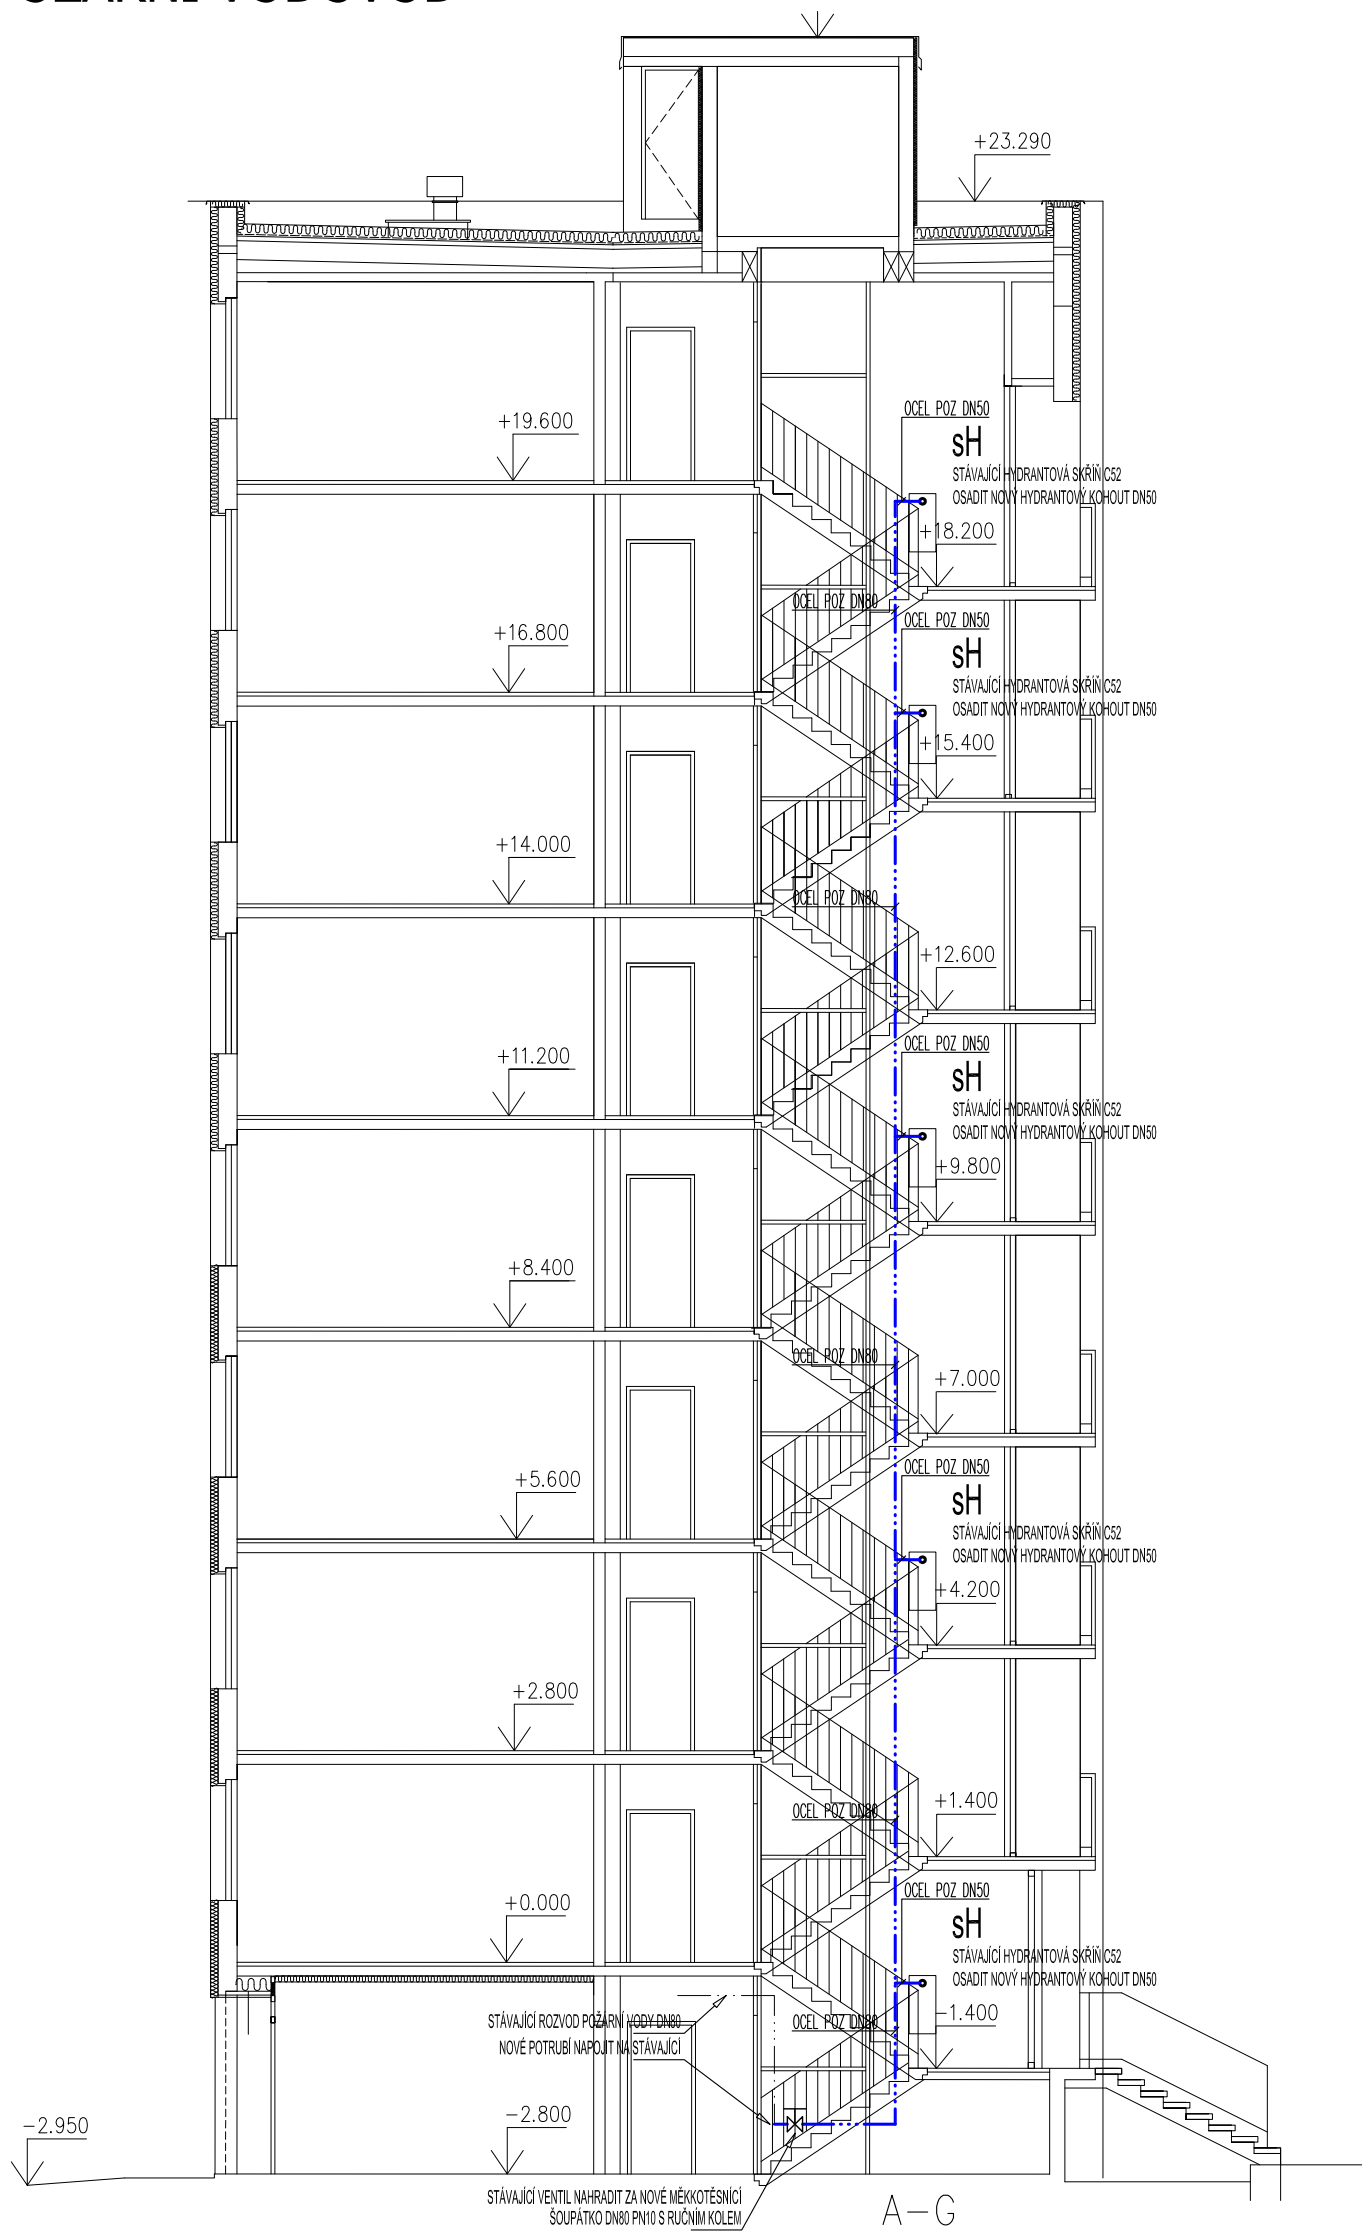 +23.290
OCEL POZ DN50
sH
+19.600
STÁVAJÍCÍ HYDRANTOVÁ SKŘÍŇ C52
OSADIT NOVÝ HYDRANTOVÝ KOHOUT DN50
+18.200
OCEL POZ DN80
OCEL POZ DN50
+16.800
sH
STÁVAJÍCÍ HYDRANTOVÁ SKŘÍŇ C52
OSADIT NOVÝ HYDRANTOVÝ KOHOUT DN50
+15.400
+14.000
OCEL POZ DN80
+12.600
OCEL POZ DN50
+11.200
sH
STÁVAJÍCÍ HYDRANTOVÁ SKŘÍŇ C52
OSADIT NOVÝ HYDRANTOVÝ KOHOUT DN50
+9.800
+8.400
OCEL POZ DN80
+7.000
OCEL POZ DN50
+5.600
sH
STÁVAJÍCÍ HYDRANTOVÁ SKŘÍŇ C52
OSADIT NOVÝ HYDRANTOVÝ KOHOUT DN50
+4.200
+2.800
+1.400
OCEL POZ DN80
OCEL POZ DN50
+0.000
sH
STÁVAJÍCÍ HYDRANTOVÁ SKŘÍŇ C52
OSADIT NOVÝ HYDRANTOVÝ KOHOUT DN50
-1.400
STÁVAJÍCÍ ROZVOD POŽÁRNÍ VODY DN80
OCEL POZ DN80
NOVÉ POTRUBÍ NAPOJIT NA STÁVAJÍCÍ
-2.950
-2.800
STÁVAJÍCÍ VENTIL NAHRADIT ZA NOVÉ MĚKKOTĚSNÍCÍ
ŠOUPÁTKO DN80 PN10 S RUČNÍM KOLEM
A-G